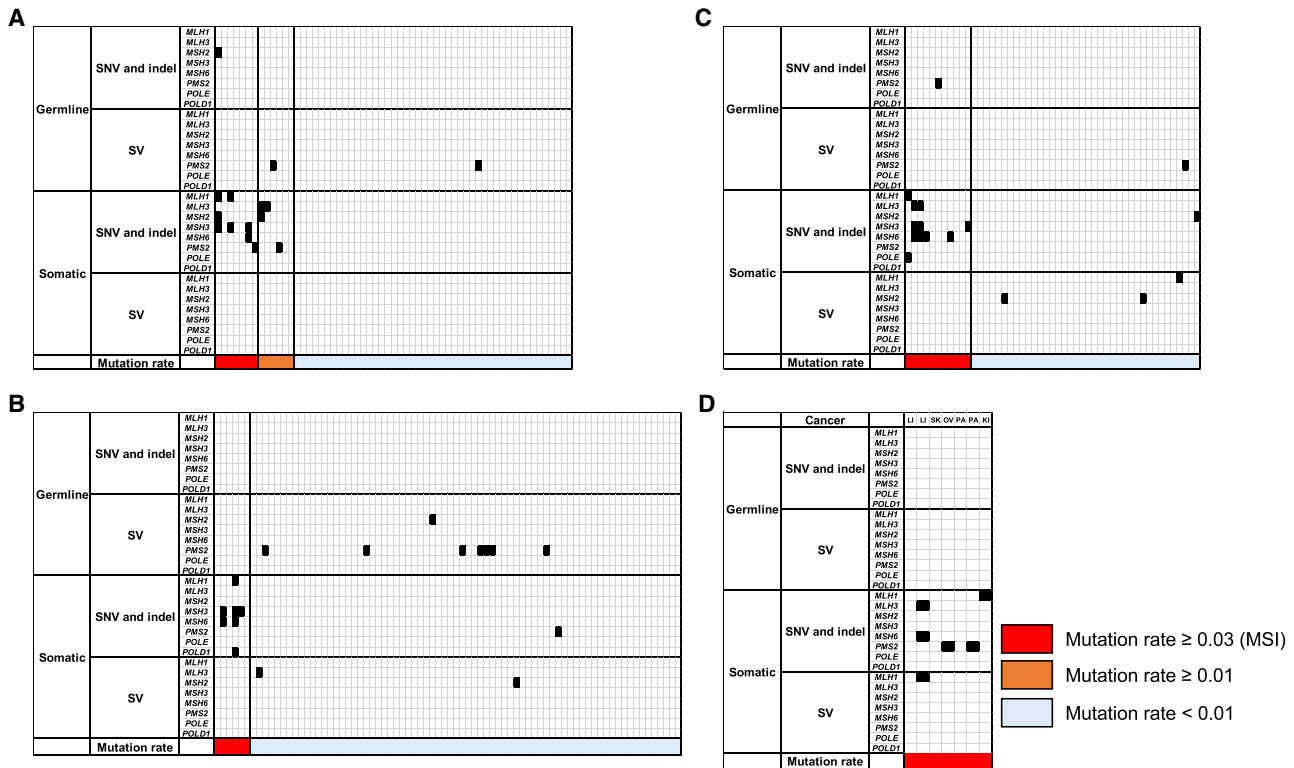 A
Germline
SNV and indel
MLH1
MLH3
MSH2
MSH3
MSH6
PMS2
POLE
POLD1
SV
MLH1
MLH3
MSH2
MSH3
MSH6
PMS2
POLE
POLD1
Somatic
SNV and indel
MLH1
MLH3
MSH2
MSH3
MSH6
PMS2
POLE
POLD1
SV
MLH1
MLH3
MSH2
MSH3
MSH6
PMS2
POLE
POLD1
Mutation rate
C
Germline
SNV and indel
MLH1
MLH3
MSH2
MSH3
MSH6
PMS2
POLE
POLD1
SV
MLH1
MLH3
MSH2
MSH3
MSH6
PMS2
POLE
POLD1
Somatic
SNV and indel
MLH1
MLH3
MSH2
MSH3
MSH6
PMS2
POLE
POLD1
SV
MLH1
MLH3
MSH2
MSH3
MSH6
PMS2
POLE
POLD1
Mutation rate
B
Germline
SNV and indel
MLH1
MLH3
MSH2
MSH3
MSH6
PMS2
POLE
POLD1
SV
MLH1
MLH3
MSH2
MSH3
MSH6
PMS2
POLE
POLD1
Somatic
SNV and indel
MLH1
MLH3
MSH2
MSH3
MSH6
PMS2
POLE
POLD1
SV
MLH1
MLH3
MSH2
MSH3
MSH6
PMS2
POLE
POLD1
Mutation rate
D
Cancer LI LI SK OV PA PA KI
Germline
SNV and indel
MLH1
MLH3
MSH2
MSH3
MSH6
PMS2
POLE
POLD1
SV
MLH1
MLH3
MSH2
MSH3
MSH6
PMS2
POLE
POLD1
Somatic
SNV and indel
MLH1
MLH3
MSH2
MSH3
MSH6
PMS2
POLE
POLD1
SV
MLH1
MLH3
MSH2
MSH3
MSH6
PMS2
POLE
POLD1
Mutation rate
Mutation rate ≥ 0.03 (MSI)
Mutation rate ≥ 0.01
Mutation rate < 0.01